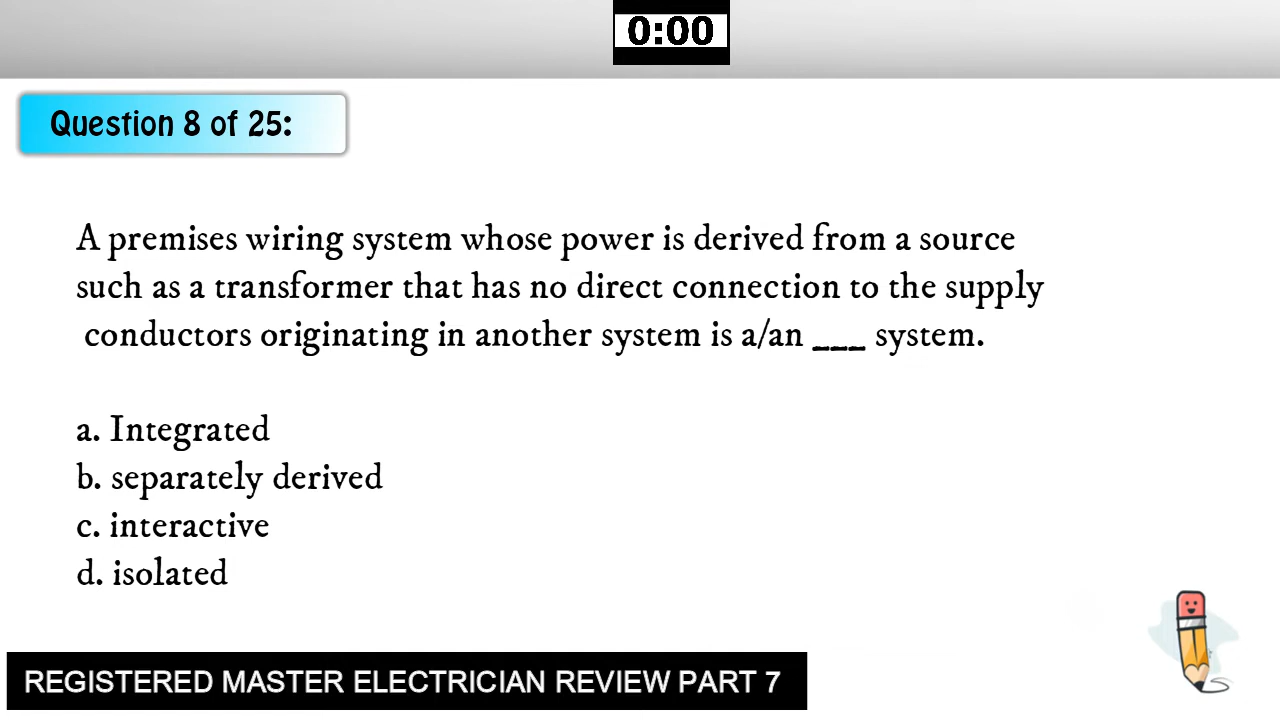 0:00
Question 8 of 25:
A premises wiring system whose power is derived from a source
such as a transformer that has no direct connection to the supply
conductors originating in another system is a/an ___ system.
a. Integrated
b. separately derived
c. interactive
d. isolated
REGISTERED MASTER ELECTRICIAN REVIEW PART 7